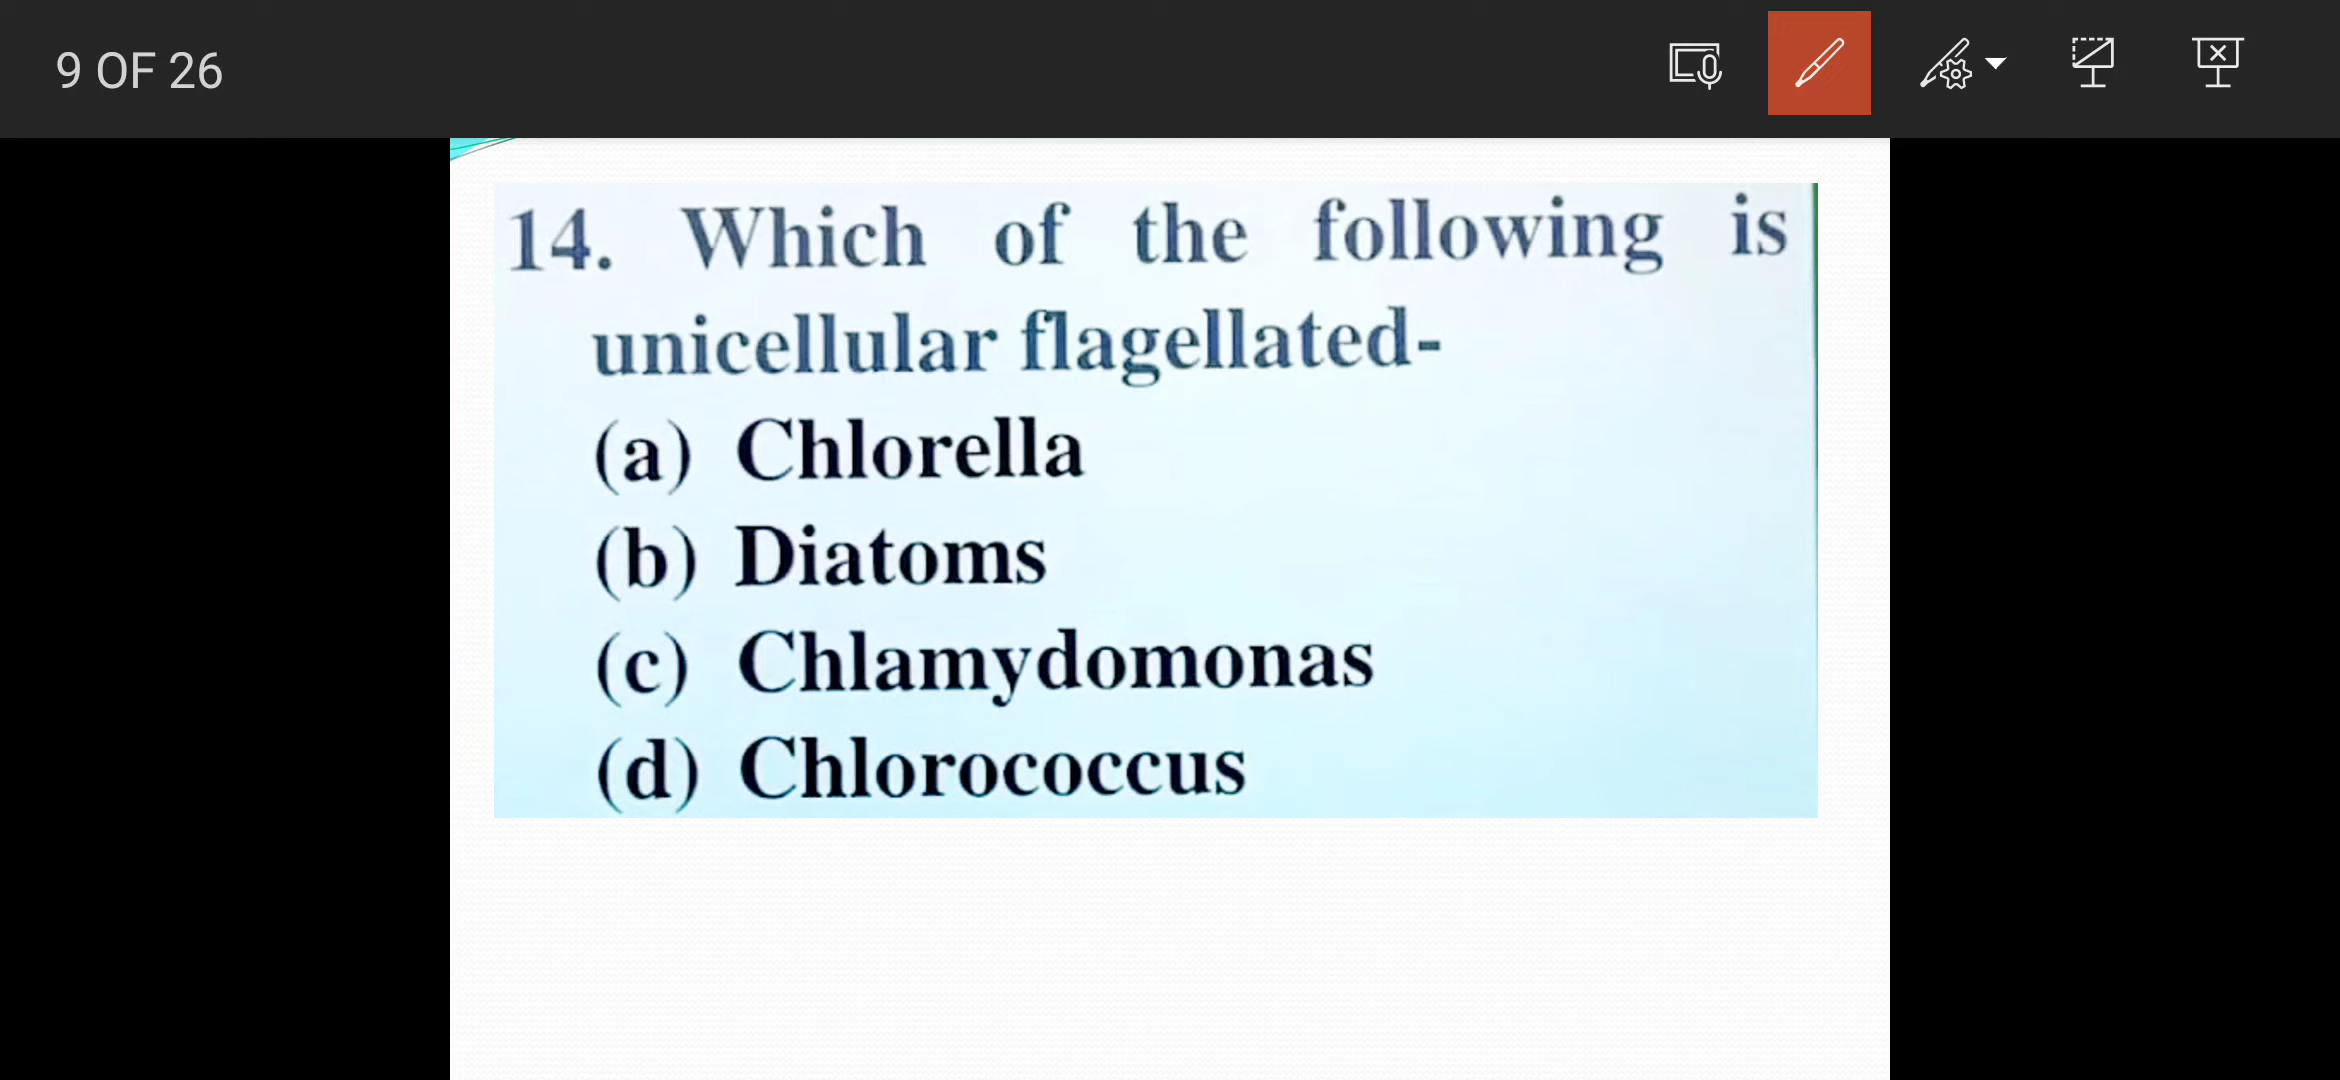 9 OF 26
14. Which of the following is
unicellular flagellated-
(a) Chlorella
(b) Diatoms
(c) Chlamydomonas
(d) Chlorococcus